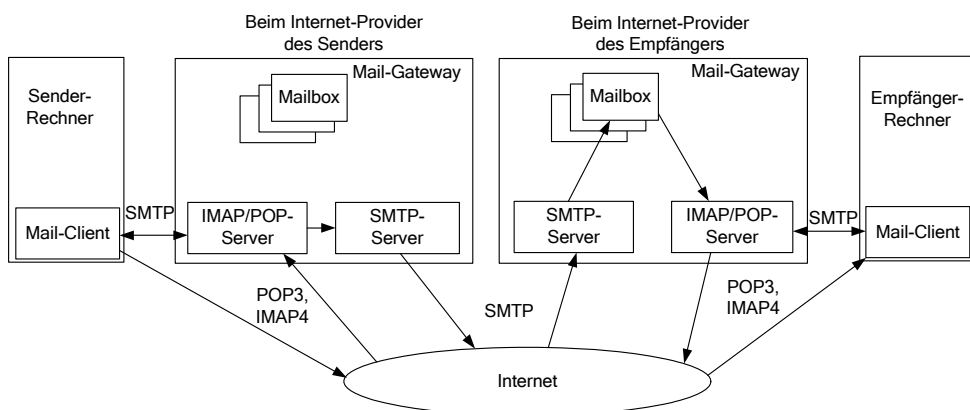 Beim Internet-Provider
des Senders
Beim Internet-Provider
des Empfängers
Sender-
Rechner
Mail-Gateway
Mailbox
Mail-Gateway
Mailbox
Empfänger-
Rechner
Mail-Client
SMTP
IMAP/POP-
Server
SMTP-
Server
SMTP-
Server
IMAP/POP-
Server
SMTP
Mail-Client
POP3,
IMAP4
SMTP
POP3,
IMAP4
Internet